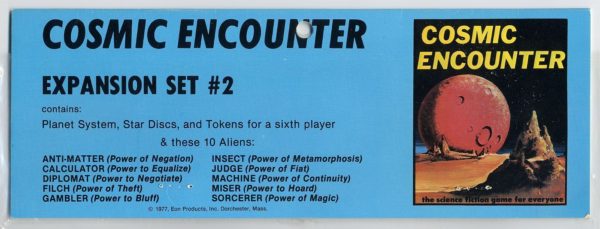 COSMIC ENCOUNTER
EXPANSION SET #2
contains:
Planet System, Star Discs, and Tokens for a sixth player
& these 10 Aliens:
ANTI-MATTER (Power of Negation)
CALCULATOR (Power to Equalize)
DIPLOMAT (Power to Negotiate)
FILCH (Power of Theft)
GAMBLER (Power to Bluff)
INSECT (Power of Metamorphosis)
JUDGE (Power of Fiat)
MACHINE (Power of Continuity)
MISER (Power to Hoard)
SORCERER (Power of Magic)
© 1977, Eon Products, Inc. Dorchester, Mass.
COSMIC
ENCOUNTER
the science fiction game for everyone